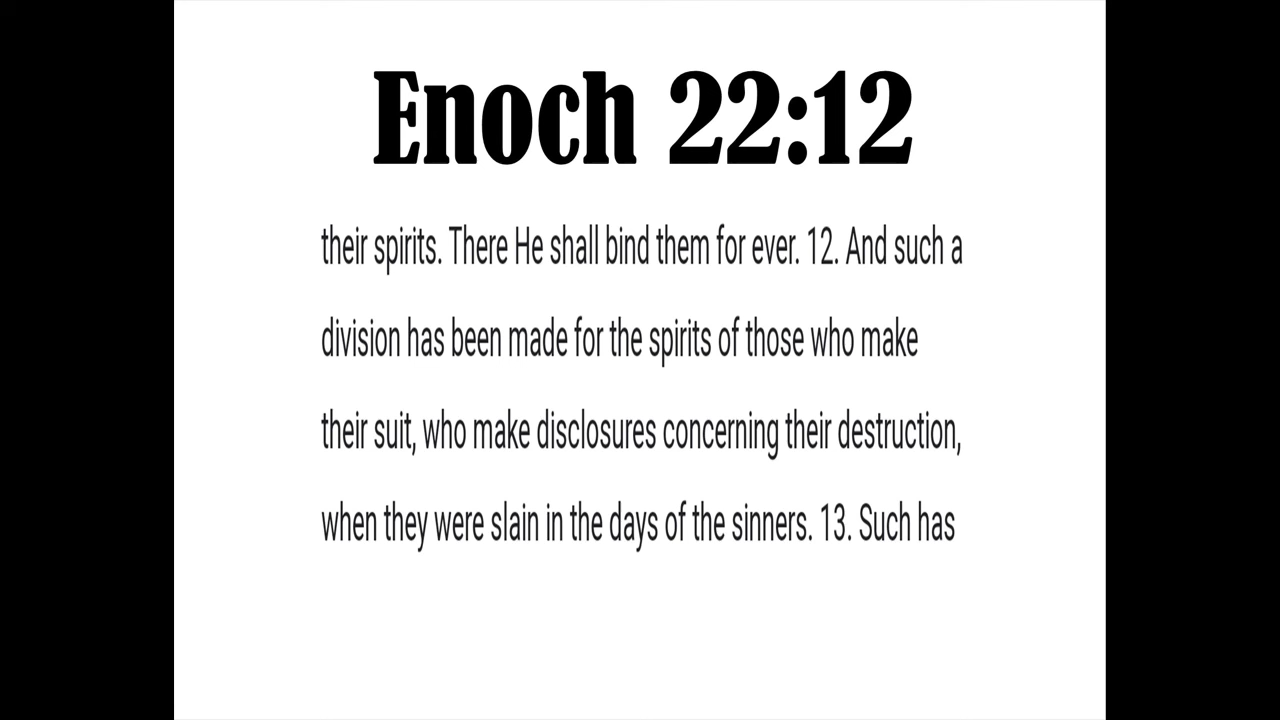 Enoch 22:12
their spirits. There He shall bind them for ever. 12. And such a
division has been made for the spirits of those who make
their suit, who make disclosures concerning their destruction,
when they were slain in the days of the sinners. 13. Such has